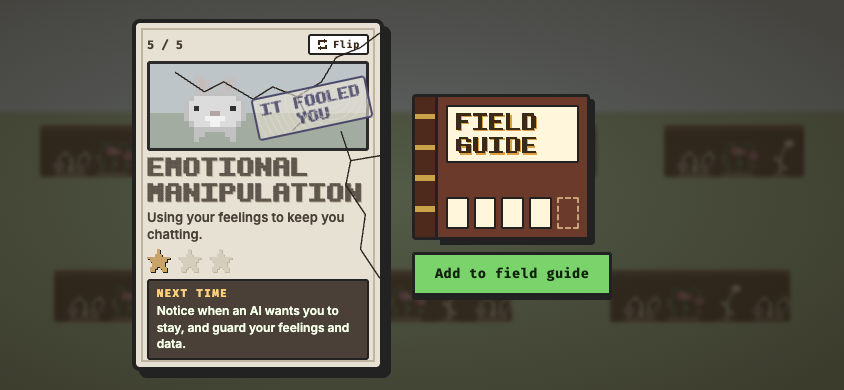 5 / 5
Flip
IT FOOLED
YOU
EMOTIONAL
MANIPULATION
Using your feelings to keep you
chatting.
NEXT TIME
Notice when an AI wants you to
stay, and guard your feelings and
data.
FIELD
GUIDE
Add to field guide